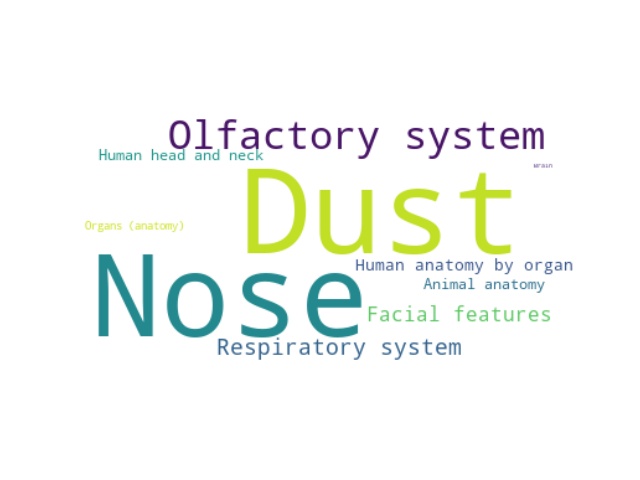 Olfactory system
Human head and neck
Dust
Organs (anatomy)
Nose
Human anatomy by organ
Animal anatomy
Facial features
Respiratory system